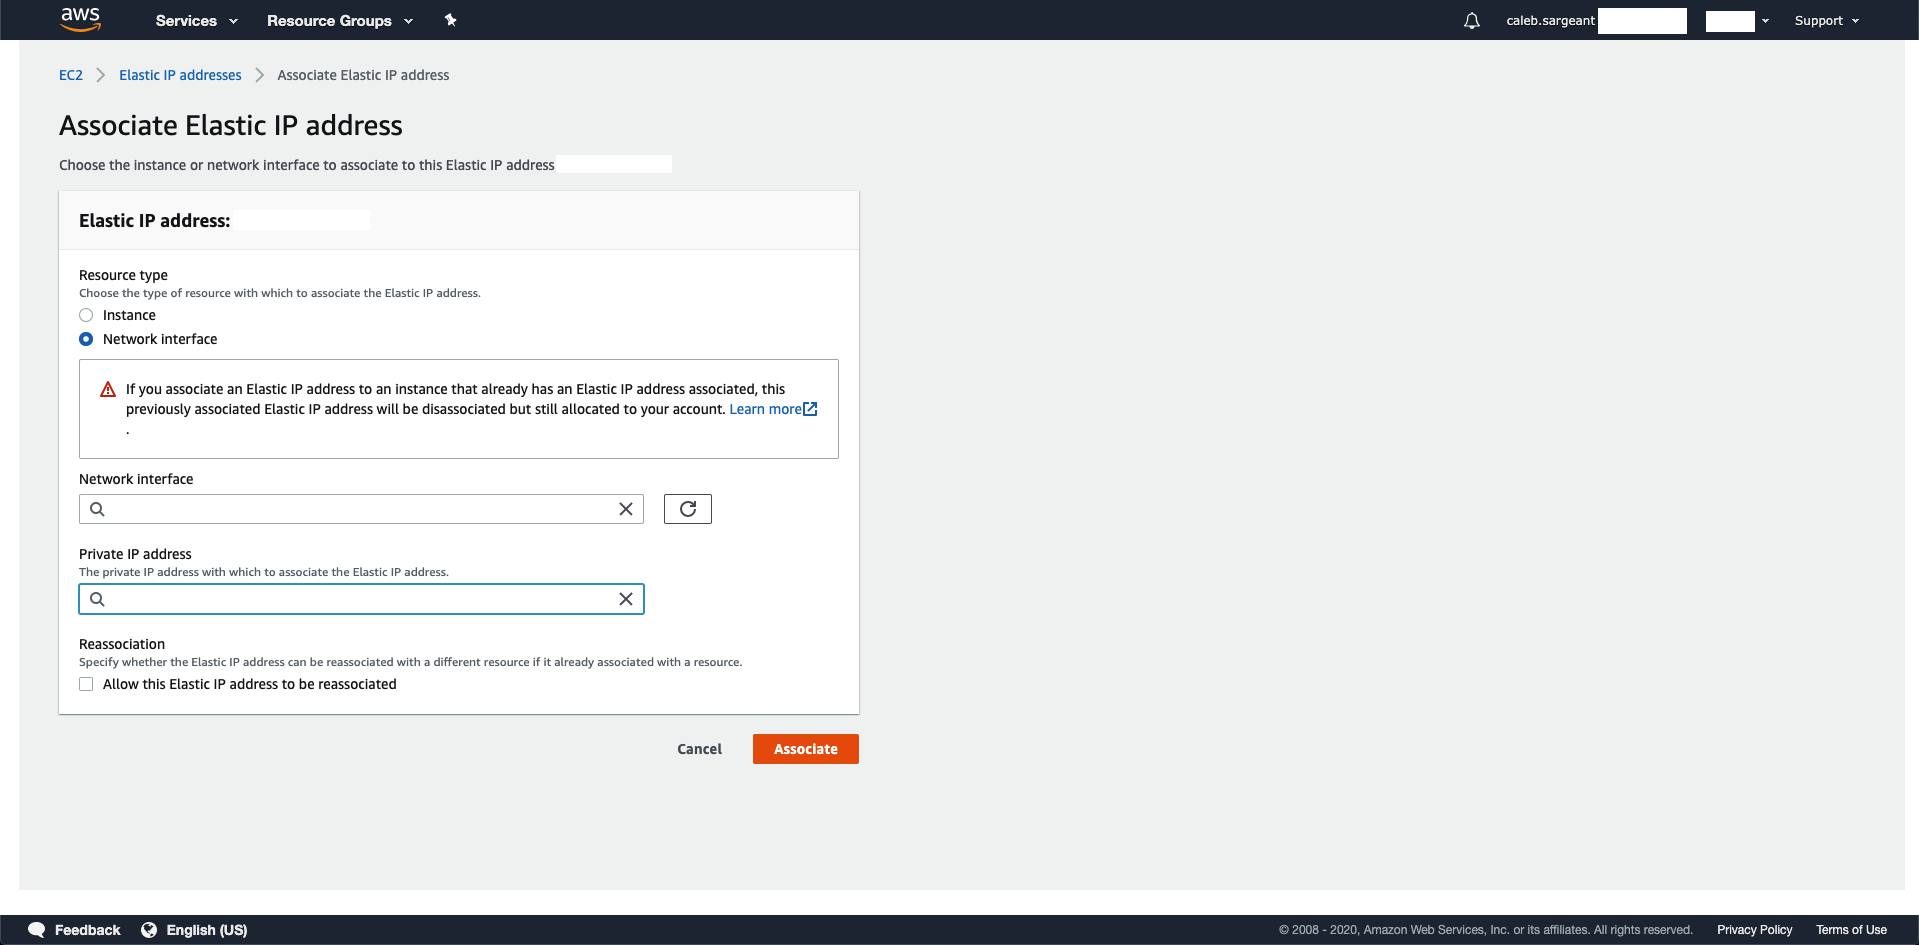 aws Services Resource Groups caleb.sargeant Support
EC2 Elastic IP addresses Associate Elastic IP address
Associate Elastic IP address
Choose the instance or network interface to associate to this Elastic IP address
Elastic IP address:
Resource type
Choose the type of resource with which to associate the Elastic IP address.
Instance
Network interface
If you associate an Elastic IP address to an instance that already has an Elastic IP address associated, this
previously associated Elastic IP address will be disassociated but still allocated to your account. Learn more
.
Network interface
Private IP address
The private IP address with which to associate the Elastic IP address.
Reassociation
Specify whether the Elastic IP address can be reassociated with a different resource if it already associated with a resource.
Allow this Elastic IP address to be reassociated
Cancel Associate
Feedback English (US) © 2008 - 2020, Amazon Web Services, Inc. or its affiliates. All rights reserved. Privacy Policy Terms of Use